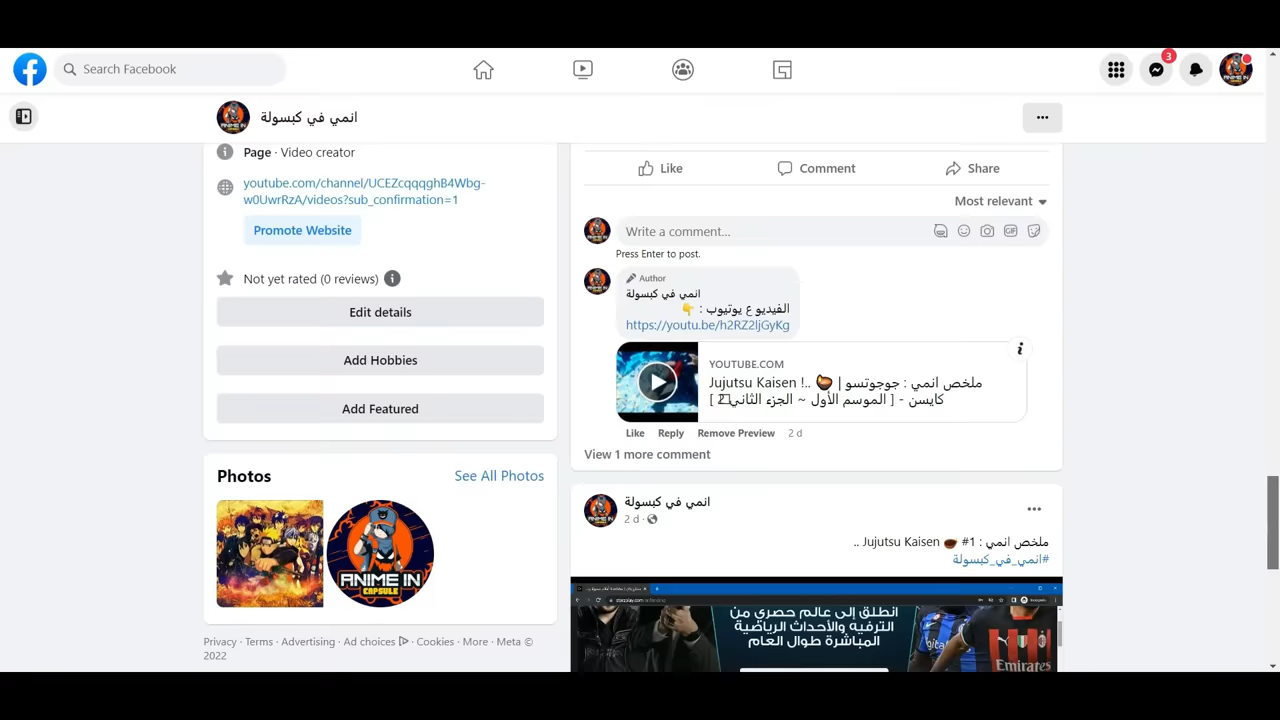 Search Facebook
3
انمي في كبسولة
Page · Video creator
youtube.com/channel/UCEZcqqqghB4Wbg-
w0UwrRzA/videos?sub_confirmation=1
Promote Website
Not yet rated (0 reviews)
Edit details
Add Hobbies
Add Featured
Photos
See All Photos
ANIME IN
CAPSULE
Privacy · Terms · Advertising · Ad choices · Cookies · More · Meta ©
2022
Like
Comment
Share
Most relevant
Write a comment...
GIF
Press Enter to post.
Author
انمي في كبسولة
الفيديو ع يوتيوب : 👇
https://youtu.be/h2RZ2ljGyKg
YOUTUBE.COM
ملخص انمي : جوجوتسو | Jujutsu Kaisen !..
كايسن - [ الموسم الأول ~ الجزء الثاني 2 ]
Like Reply Remove Preview 2 d
View 1 more comment
انمي في كبسولة
2 d
ملخص انمي : Jujutsu Kaisen #1 ..
#انمي_في_كبسولة
انطلق إلى عالم حصري من
الترفيه والأحداث الرياضية
المباشرة طوال العام
Emirates